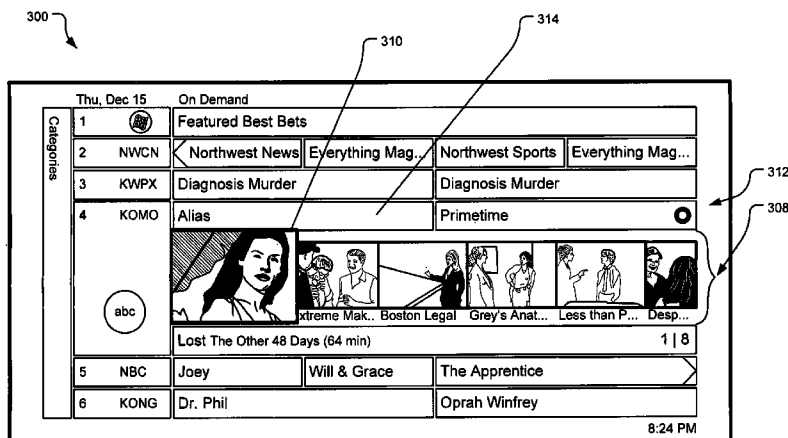 300
310
314
Thu, Dec 15 On Demand
Categories
1 Featured Best Bets
2 NWCN Northwest News Everything Mag... Northwest Sports Everything Mag...
312
3 KWPX Diagnosis Murder Diagnosis Murder
308
4 KOMO Alias Primetime
abc
xtreme Mak.. Boston Legal Grey's Anat... Less than P... Desp...
Lost The Other 48 Days (64 min) 1 | 8
5 NBC Joey Will & Grace The Apprentice
6 KONG Dr. Phil Oprah Winfrey
8:24 PM